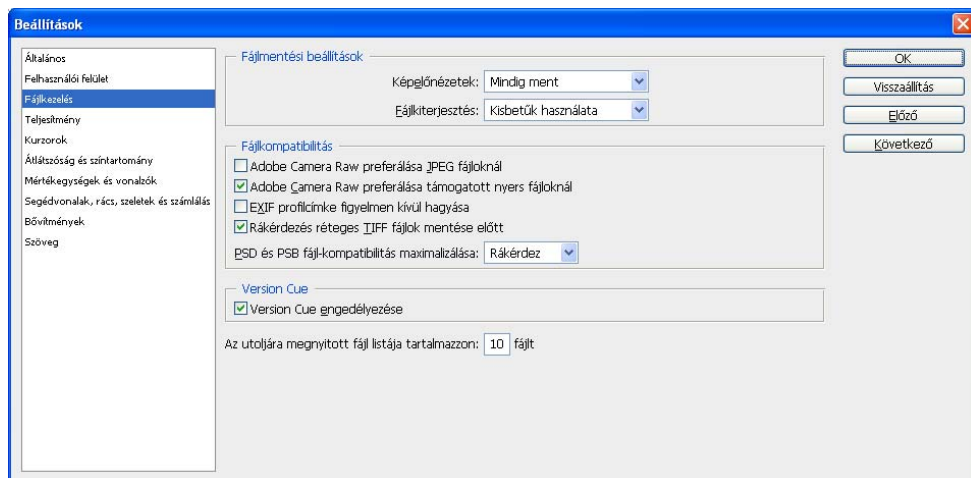 Beállítások
Általános
Felhasználói felület
Fájlkezelés
Teljesítmény
Kurzorok
Átlátszóság és színtartomány
Mértékegységek és vonalzók
Segédvonalak, rács, szeletek és számlálás
Bővítmények
Szöveg
Fájlmentési beállítások
Képelőnézetek: Mindig ment
Fájlkiterjesztés: Kisbetűk használata
Fájlkompatibilitás
Adobe Camera Raw preferálása JPEG fájloknál
Adobe Camera Raw preferálása támogatott nyers fájloknál
EXIF profilcímke figyelmen kívül hagyása
Rákérdezés réteges TIFF fájlok mentése előtt
PSD és PSB fájl-kompatibilitás maximalizálása: Rákérdez
Version Cue
Version Cue engedélyezése
Az utoljára megnyitott fájl listája tartalmazzon: 10 fájlt
OK
Visszaállítás
Előző
Következő